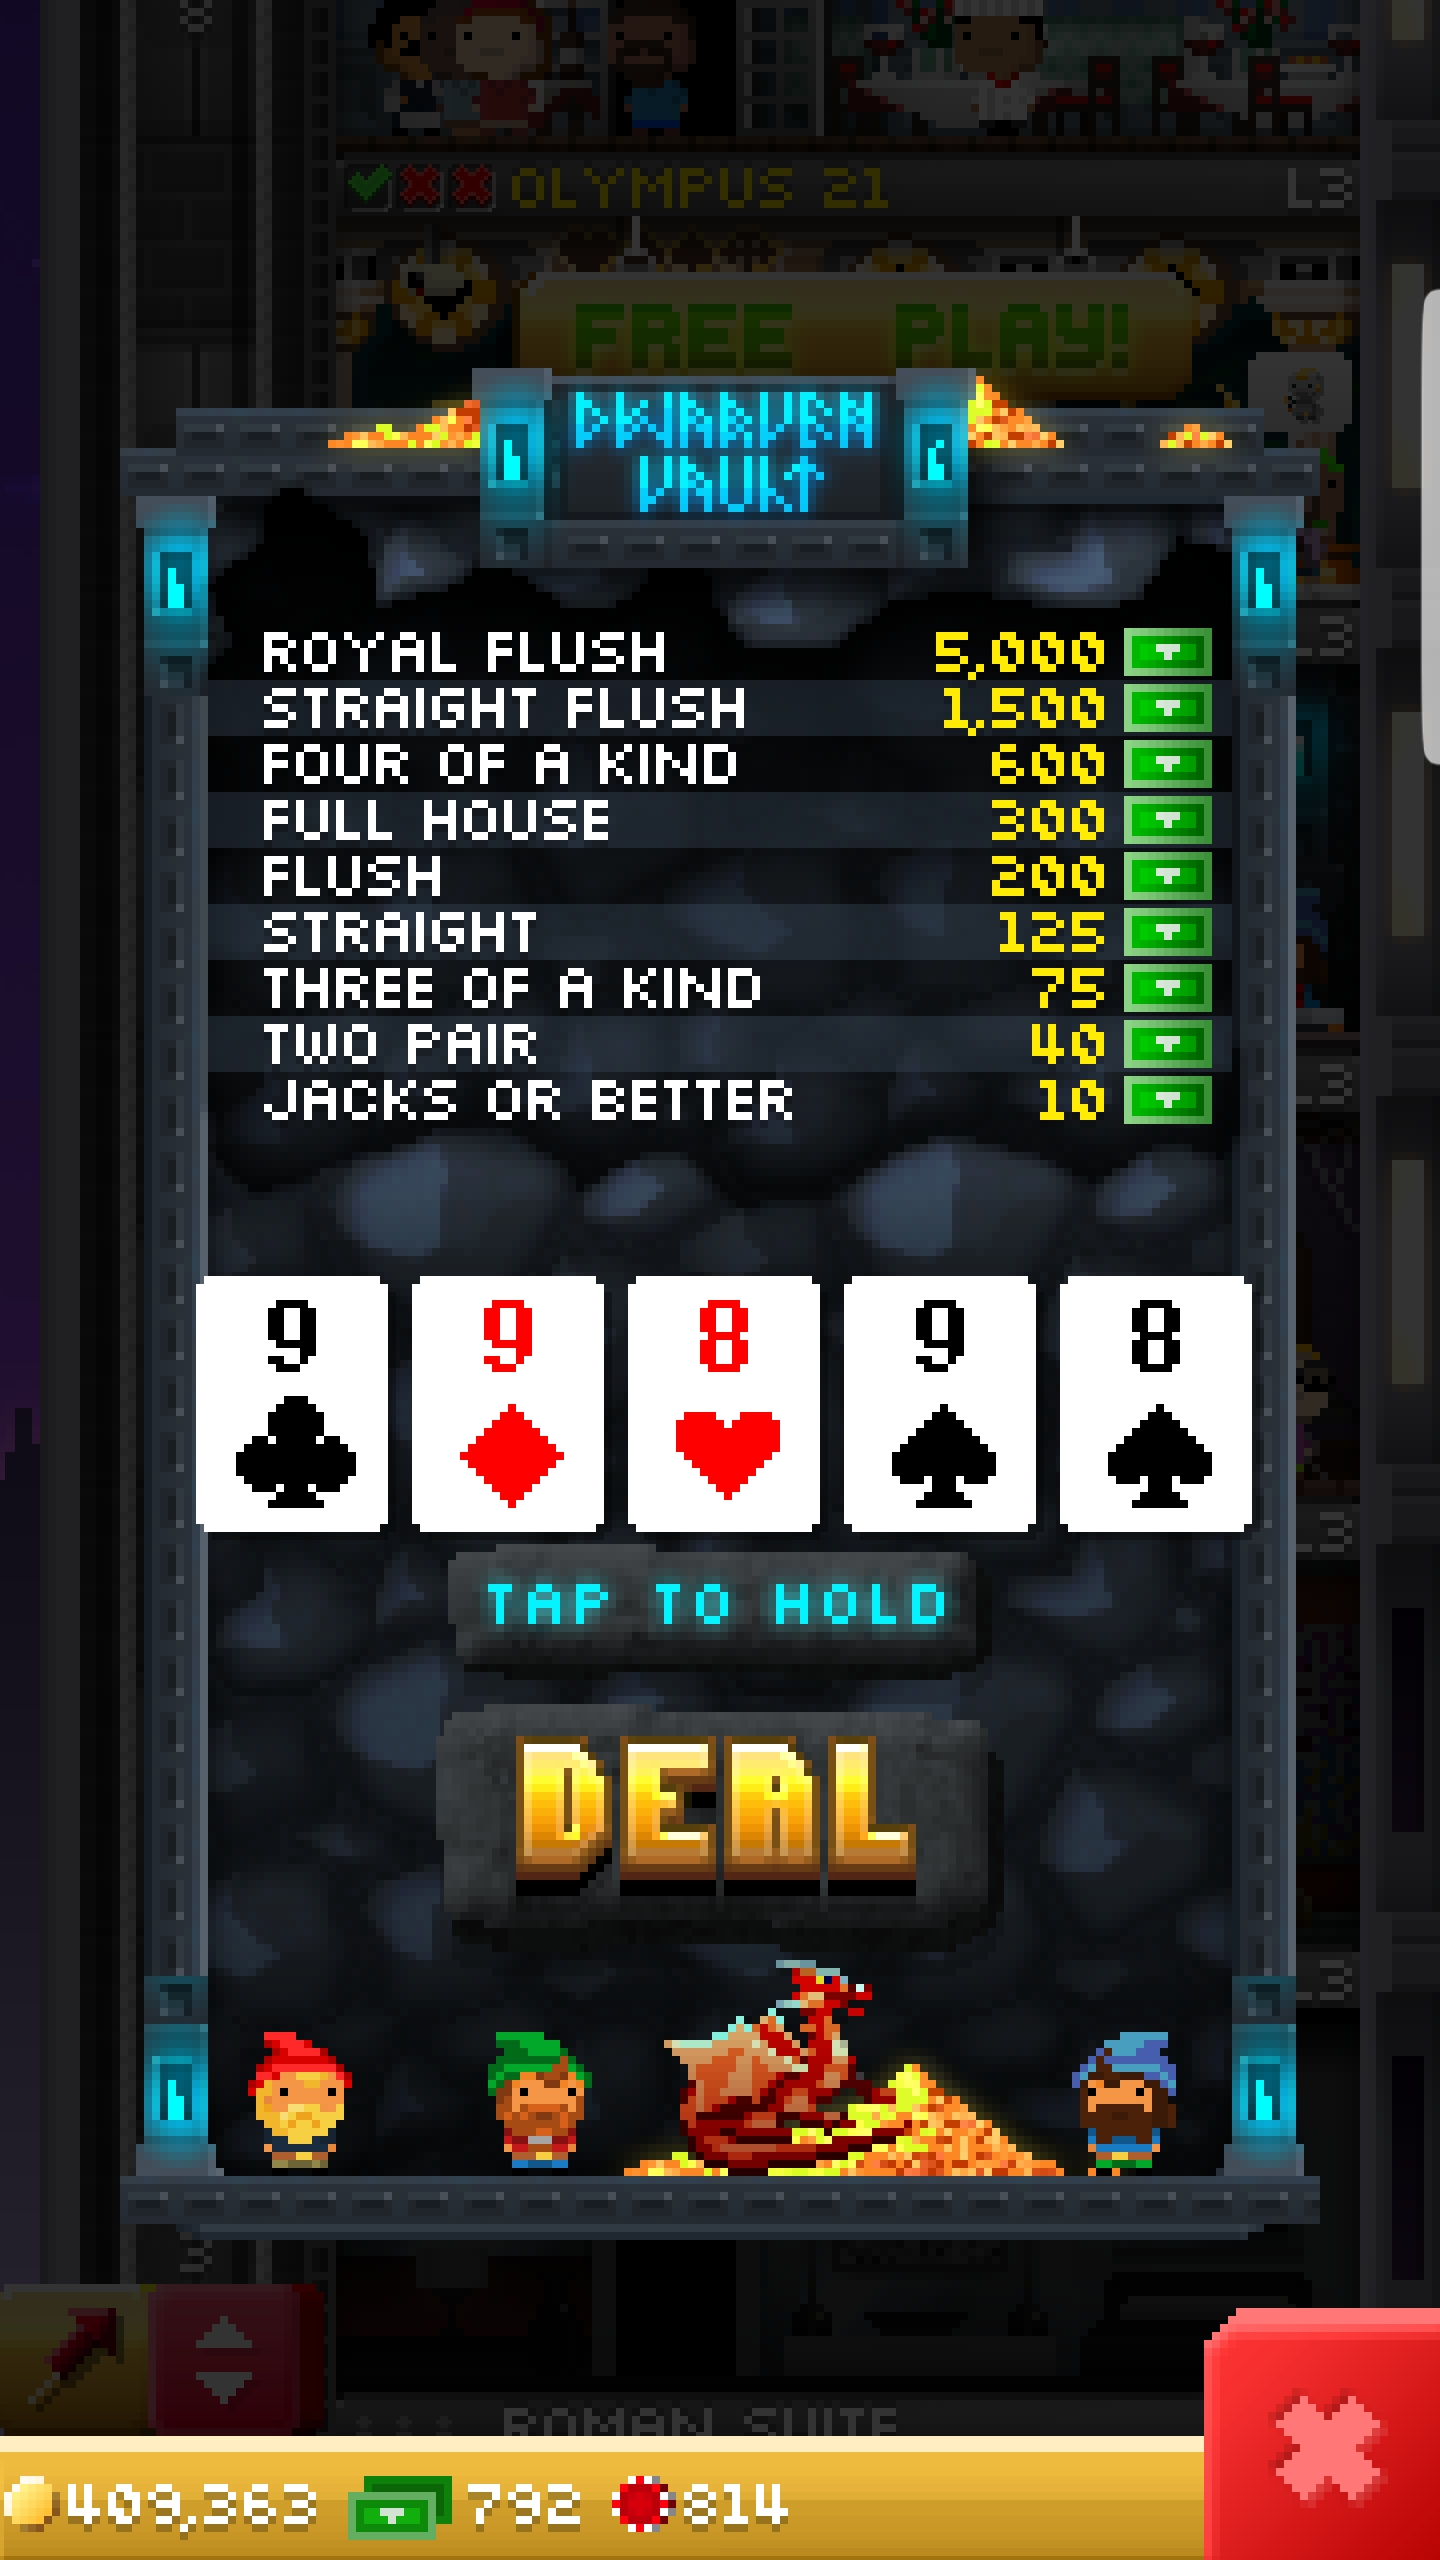 8
OLYMPUS 21 L3
FREE PLAY!
ROYAL FLUSH 5,000
STRAIGHT FLUSH 1,500
FOUR OF A KIND 600
FULL HOUSE 300
FLUSH 200
STRAIGHT 125
THREE OF A KIND 75
TWO PAIR 40
JACKS OR BETTER 10
9 9 8 9 8
TAP TO HOLD
DEAL
3
ROMAN SUITE
409,363 792 814